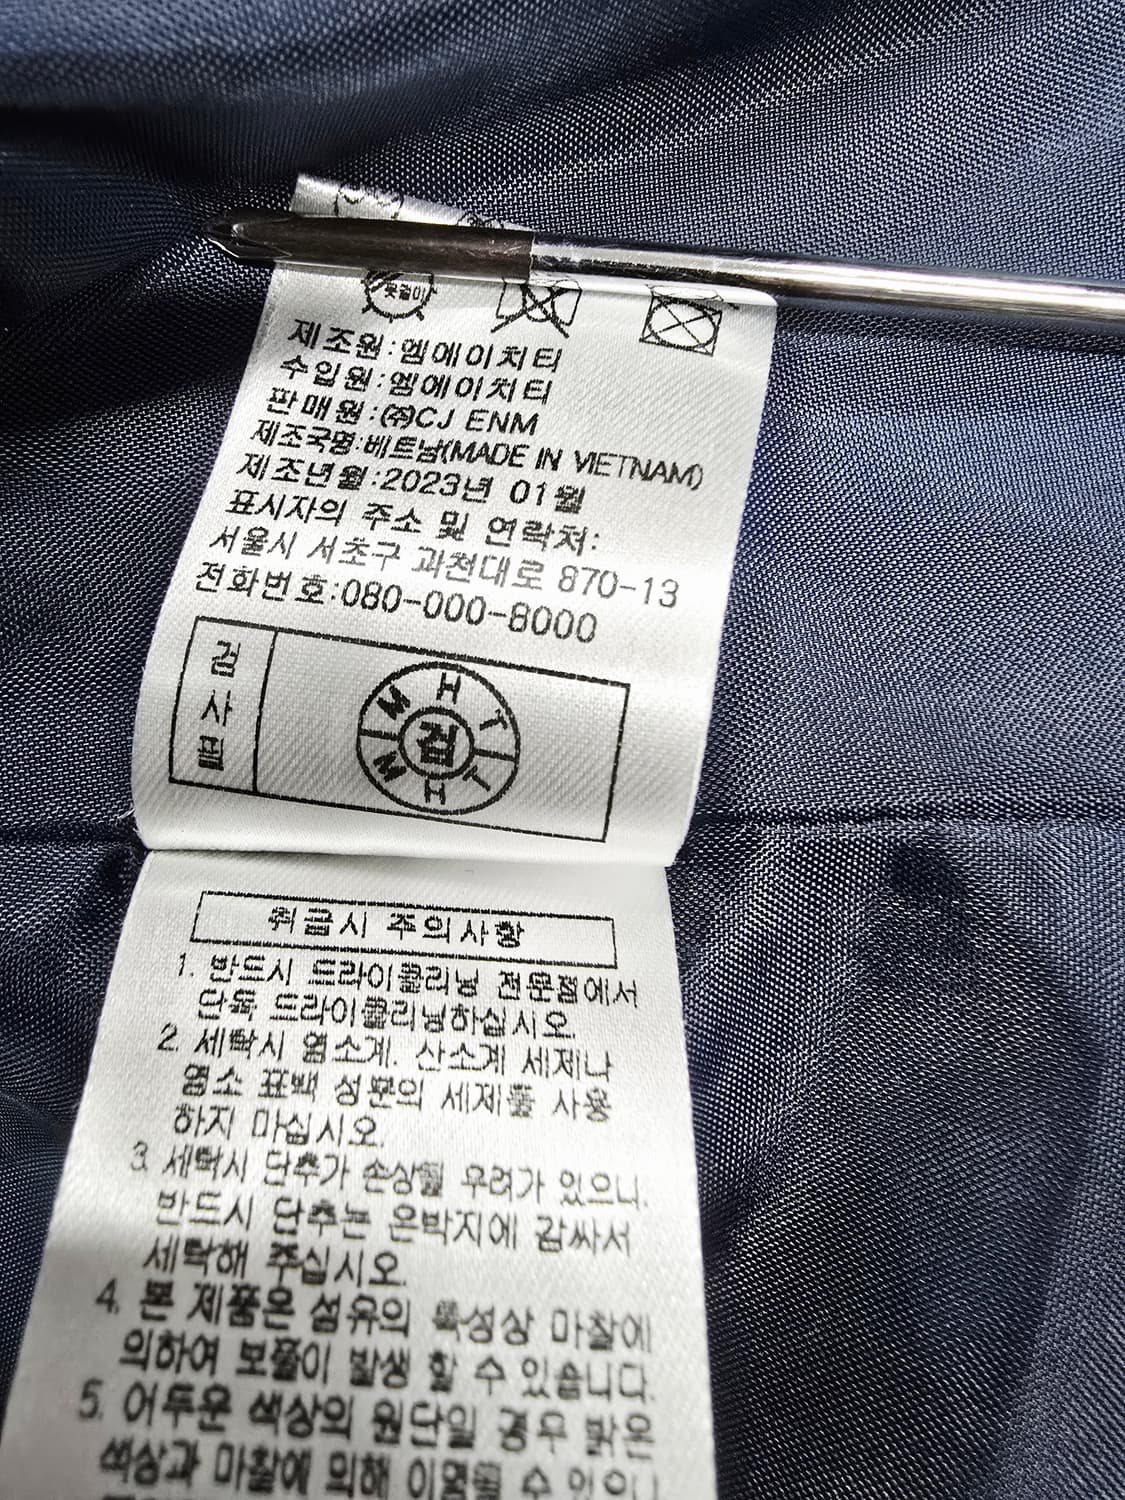 옷걸이
제조원:엠에이치티
수입원:엠에이치티
판매원:㈜CJ ENM
제조국명:베트남(MADE IN VIETNAM)
제조년월:2023년 01월
표시자의 주소 및 연락처:
서울시 서초구 과천대로 870-13
전화번호:080-000-8000
검사필
M H T
검
M H T
취급시 주의사항
1. 반드시 드라이클리닝 전문점에서
단독 드라이클리닝하십시오.
2. 세탁시 염소계. 산소계 세제나
염소 표백 성분의 세제를 사용
하지 마십시오.
3. 세탁시 단추가 손상될 우려가 있으니.
반드시 단추는 은박지에 감싸서
세탁해 주십시오.
4. 본 제품은 섬유의 특성상 마찰에
의하여 보풀이 발생 할 수 있습니다.
5. 어두운 색상의 원단일 경우 밝은
색상과 마찰에 의해 이염될 수 있으니